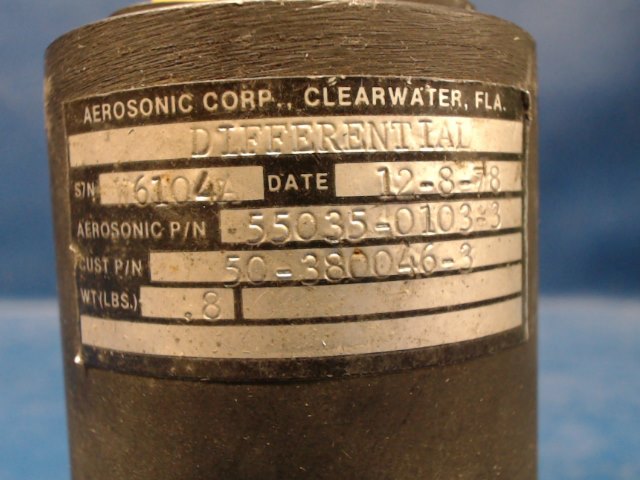 AEROSONIC CORP., CLEARWATER, FLA.
DIFFERENTIAL
S/N 6104A DATE 12-8-78
AEROSONIC P/N 55035-0103-3
CUST P/N 50-380046-3
WT(LBS.) .8